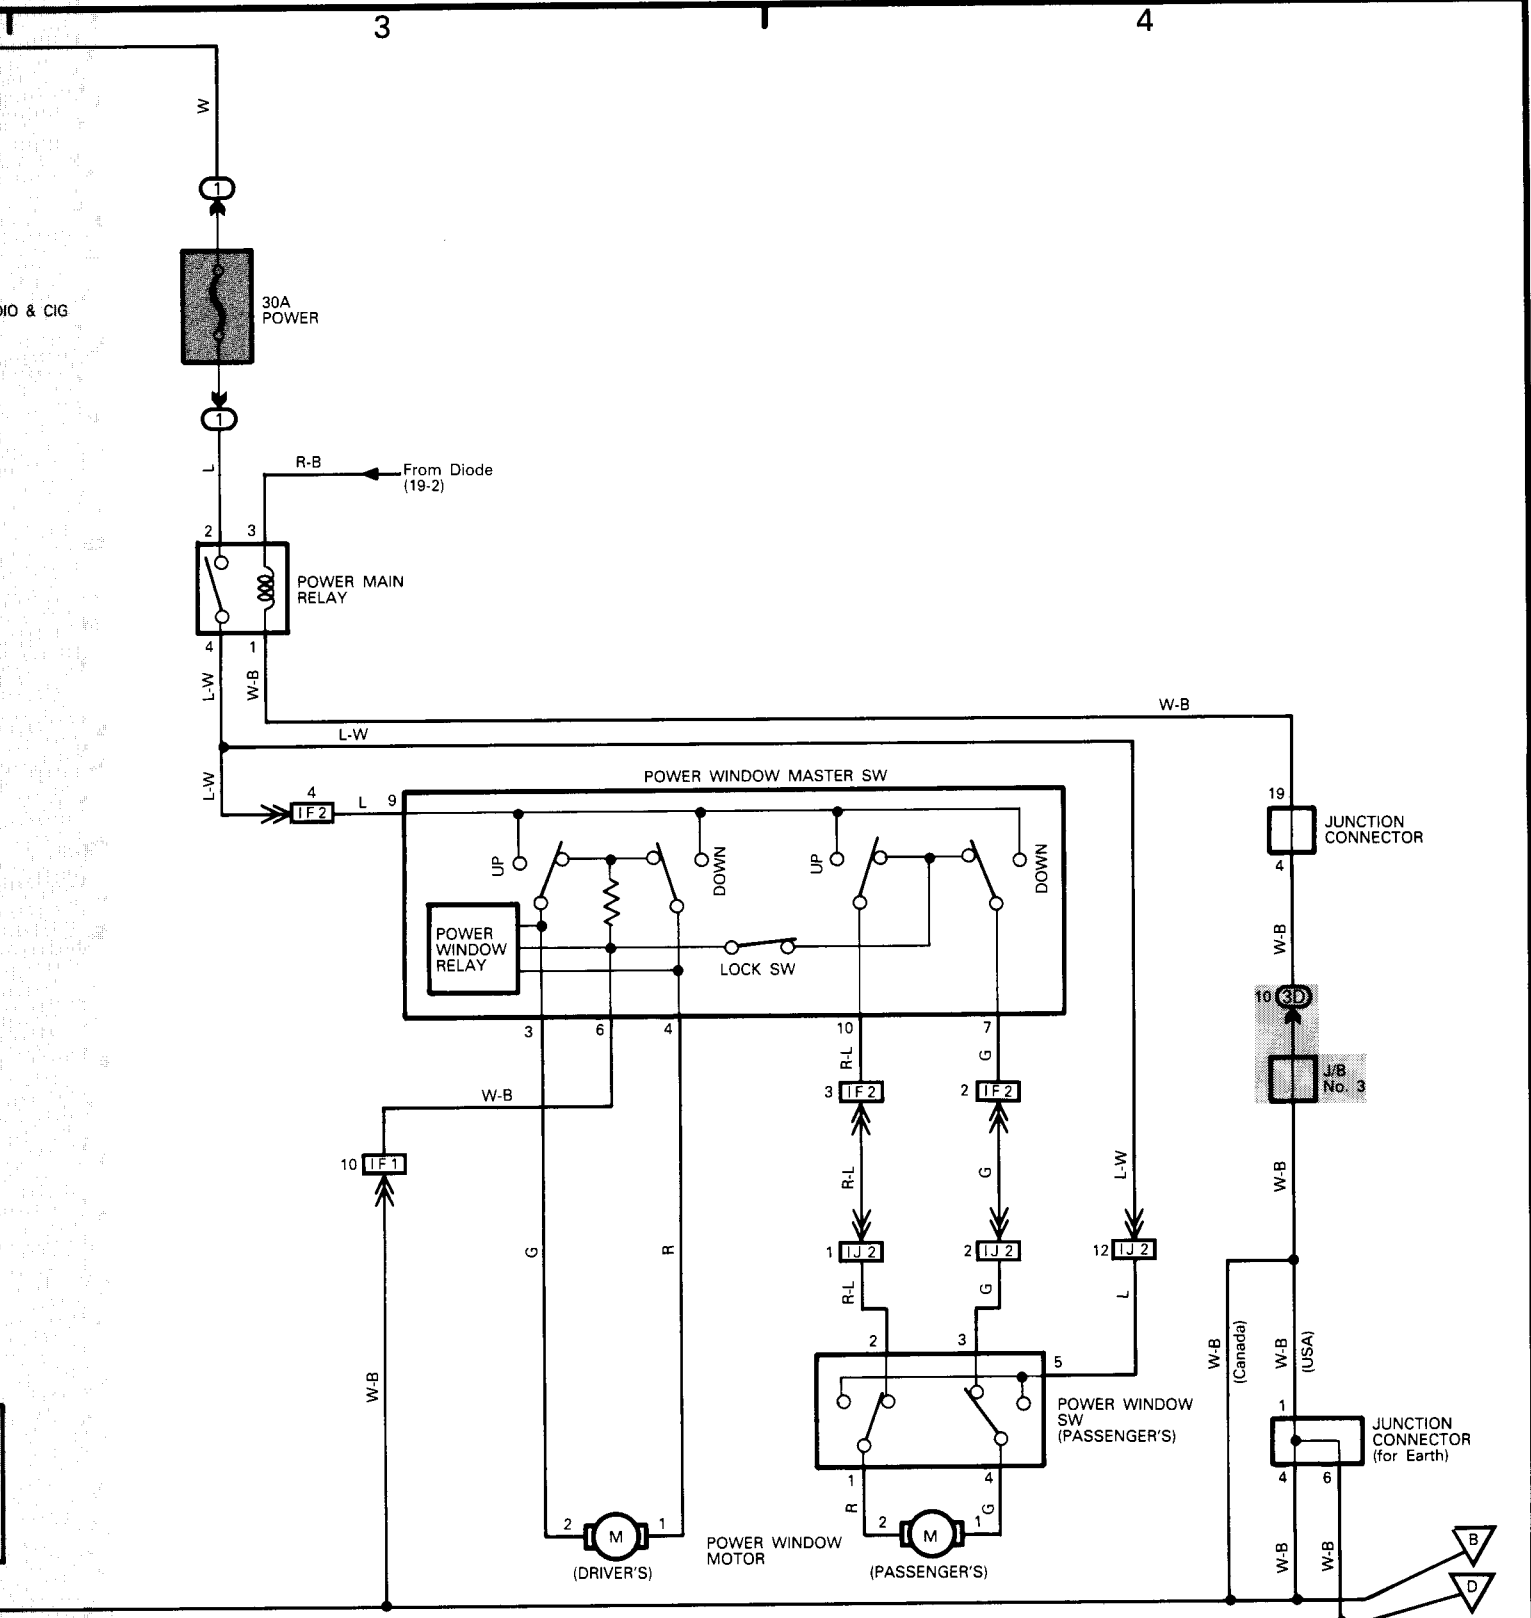 3
4
W
1
30A
POWER
IO & CIG
1
L
R-B
From Diode
(19-2)
2 3
POWER MAIN
RELAY
4 1
L-W
W-B
W-B
L-W
L-W
4
IF2
L
9
POWER WINDOW MASTER SW
UP
DOWN
UP
DOWN
POWER
WINDOW
RELAY
LOCK SW
3 6 4 10 7
19
JUNCTION
CONNECTOR
4
W-B
10 3D
J/B
No. 3
W-B
R-L
G
3 IF2
2 IF2
W-B
10 IF1
R-L
G
L-W
G
R
1 IJ2
2 IJ2
12 IJ2
R-L
G
L
W-B
2 3
5
POWER WINDOW
SW
(PASSENGER'S)
W-B
(Canada)
W-B
(USA)
1
JUNCTION
CONNECTOR
(for Earth)
4 6
1 4
R
G
2 M 1
(DRIVER'S)
POWER WINDOW
MOTOR
2 M 1
(PASSENGER'S)
W-B
W-B
B
D